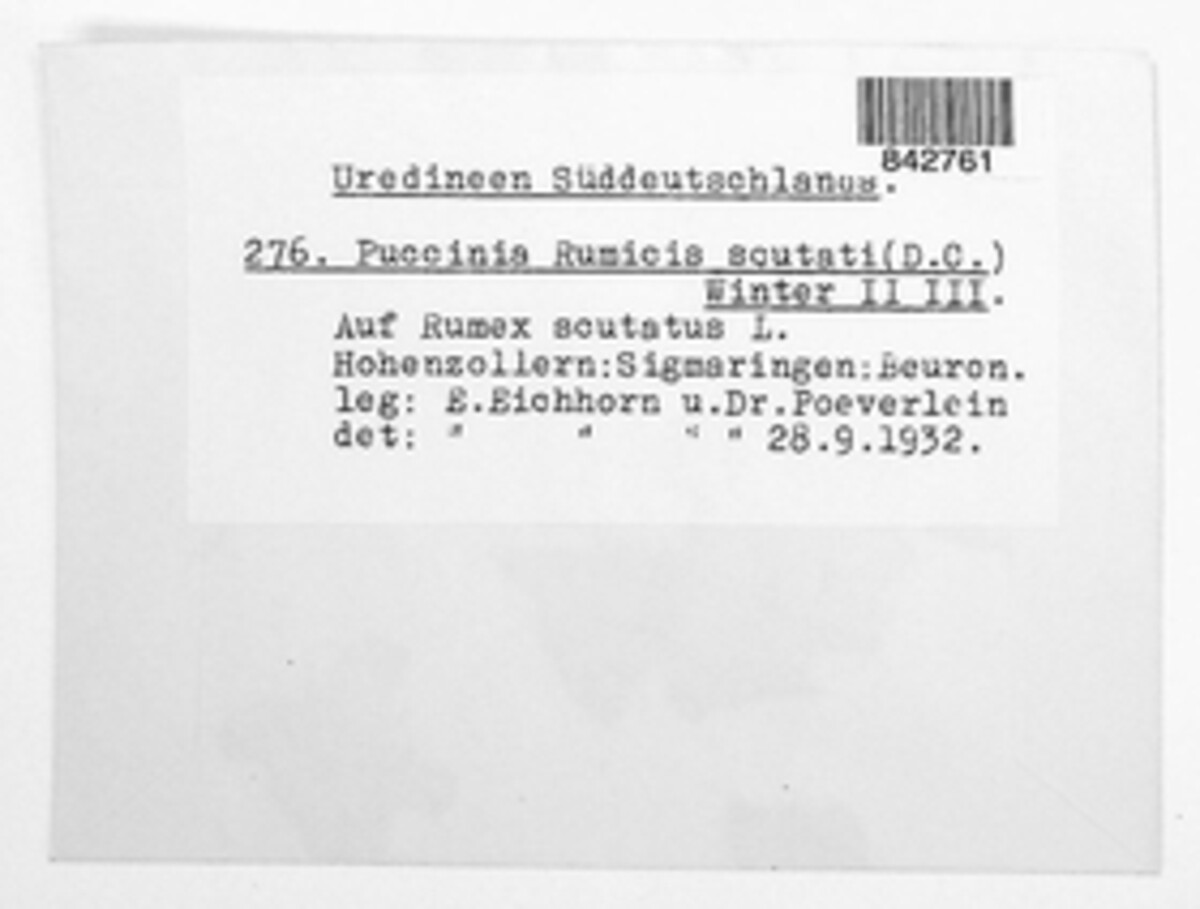 842761
Uredineen Süddeutschlands.
276. Puccinia Rumicis scutati(D.C.)
Winter II III.
Auf Rumex scutatus L.
Hohenzollern:Sigmaringen:Beuron.
leg: E.Eichhorn u.Dr.Poeverlein
det: " " " " 28.9.1932.